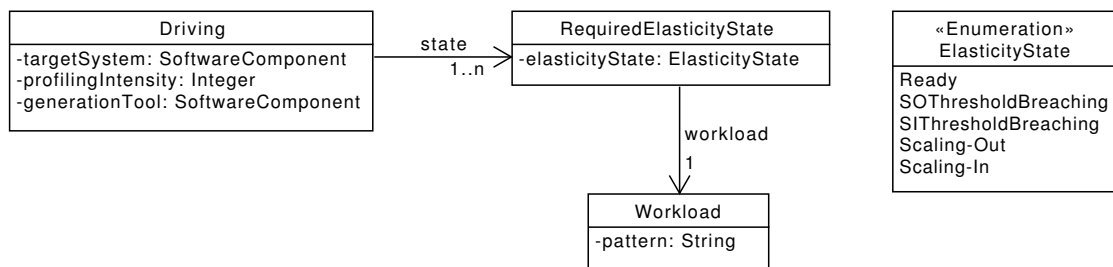 Driving
-targetSystem: SoftwareComponent
-profilingIntensity: Integer
-generationTool: SoftwareComponent
state
1..n
RequiredElasticityState
-elasticityState: ElasticityState
workload
1
Workload
-pattern: String
«Enumeration»
ElasticityState
Ready
SOThresholdBreaching
SIThresholdBreaching
Scaling-Out
Scaling-In